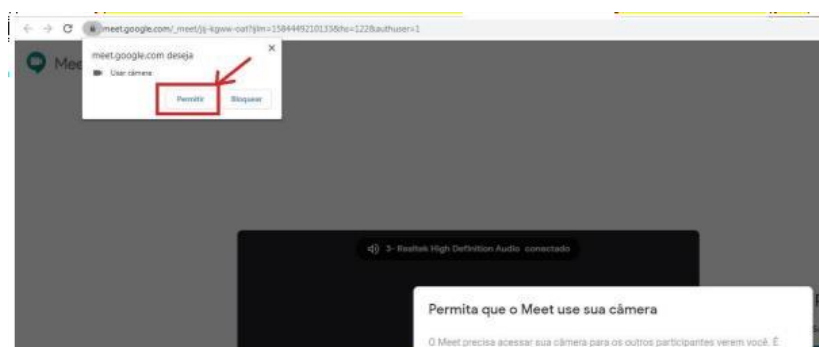 meet.google.com/_meet/jij-kgww-oat?ijlm=1584449210133&hs=122&authuser=1
Mee
meet.google.com deseja
Usar câmera
Permitir Bloquear
3- Realtek High Definition Audio conectado
Permita que o Meet use sua câmera
O Meet precisa acessar sua câmera para os outros participantes verem você. É